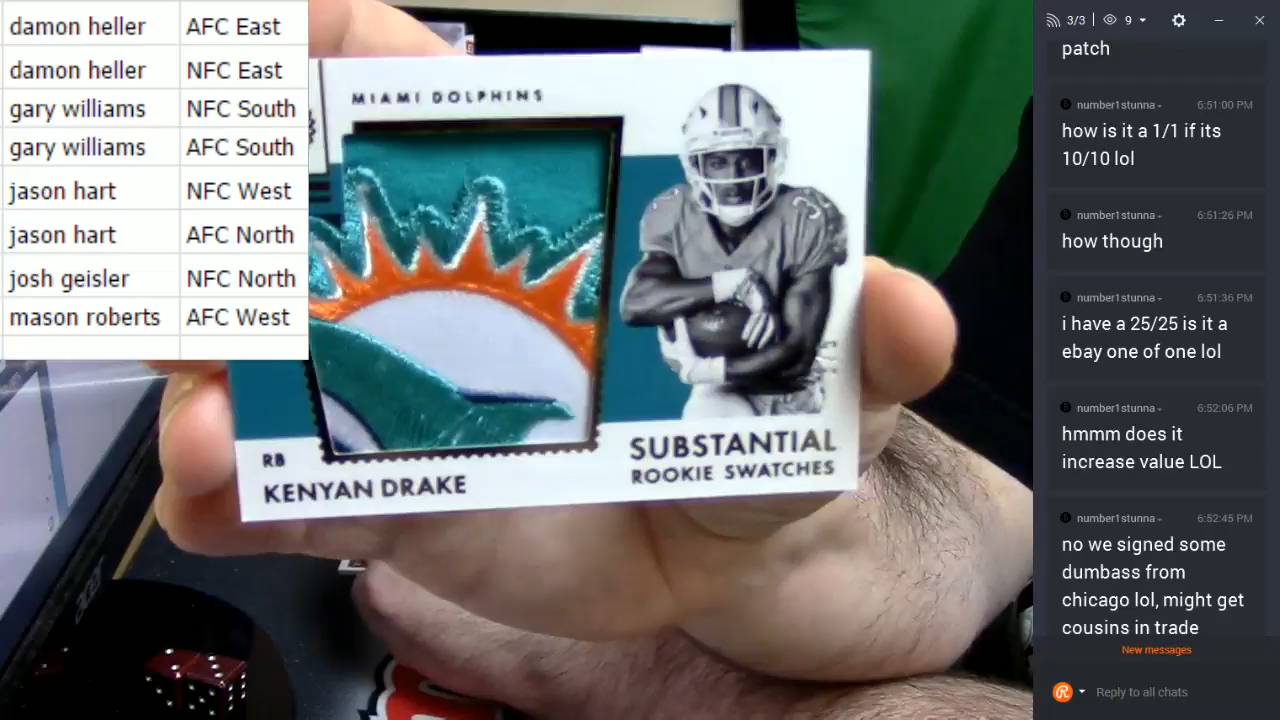 damon heller AFC East
damon heller NFC East
gary williams NFC South
gary williams AFC South
jason hart NFC West
jason hart AFC North
josh geisler NFC North
mason roberts AFC West
MIAMI DOLPHINS
RB
KENYAN DRAKE
SUBSTANTIAL
ROOKIE SWATCHES
acer
3/3 9
patch
number1stunna 6:51:00 PM
how is it a 1/1 if its
10/10 lol
number1stunna 6:51:26 PM
how though
number1stunna 6:51:36 PM
i have a 25/25 is it a
ebay one of one lol
number1stunna 6:52:06 PM
hmmm does it
increase value LOL
number1stunna 6:52:45 PM
no we signed some
dumbass from
chicago lol, might get
cousins in trade
New messages
Reply to all chats